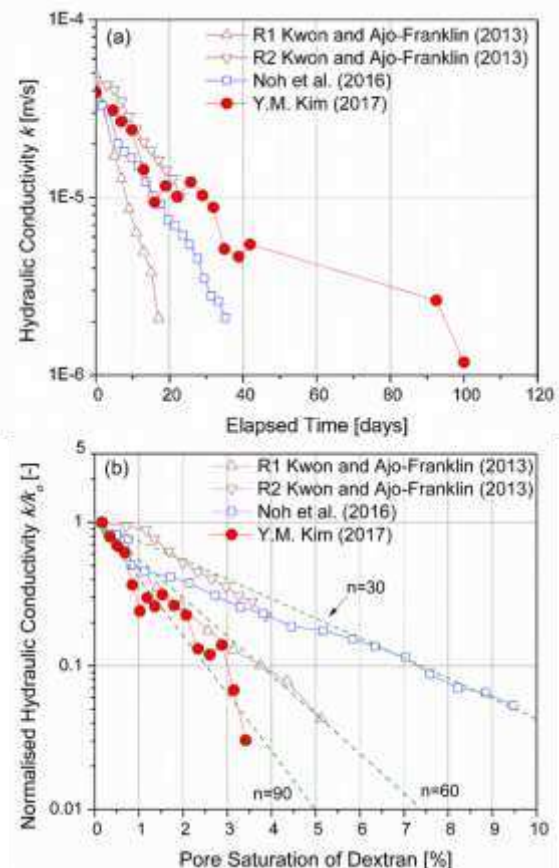 (a)
R1 Kwon and Ajo-Franklin (2013)
R2 Kwon and Ajo-Franklin (2013)
Noh et al. (2016)
Y.M. Kim (2017)
Hydraulic Conductivity k [m/s]
1E-4
1E-5
1E-6
0 20 40 60 80 100 120
Elapsed Time [days]
(b)
R1 Kwon and Ajo-Franklin (2013)
R2 Kwon and Ajo-Franklin (2013)
Noh et al. (2016)
Y.M. Kim (2017)
Normalised Hydraulic Conductivity k/kₒ [-]
5
1
0.1
0.01
n=30
n=90
n=60
0 1 2 3 4 5 6 7 8 9 10
Pore Saturation of Dextran [%]